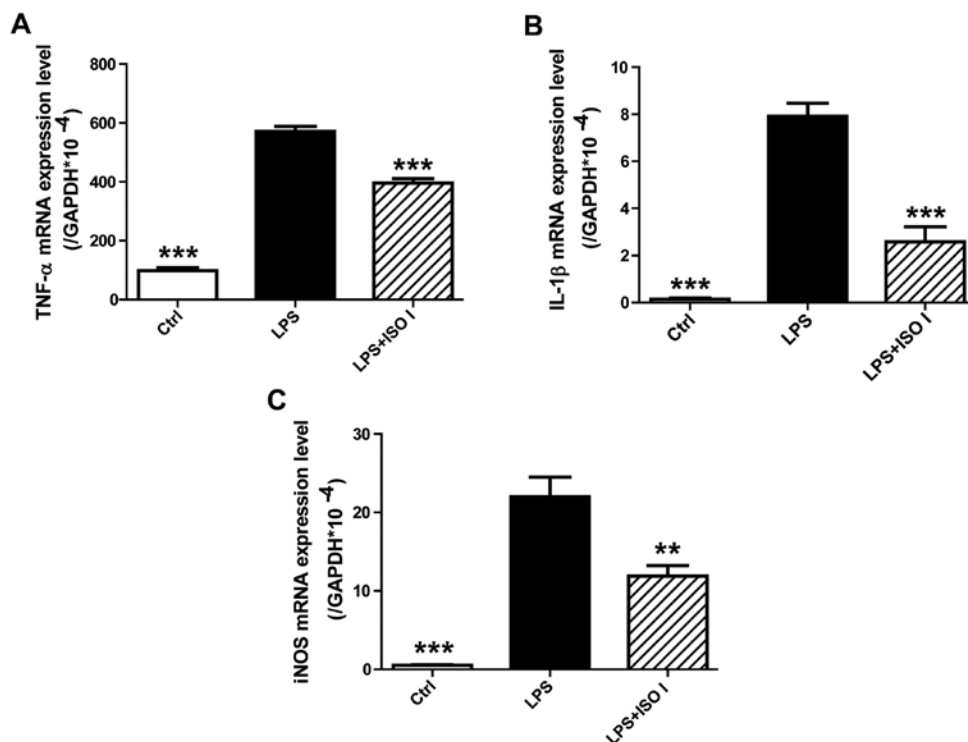 A
TNF-α mRNA expression level
(/GAPDH*10 -4)
800
600
400
200
0
***
***
Ctrl
LPS
LPS+ISO I
B
IL-1β mRNA expression level
(/GAPDH*10 -4)
10
8
6
4
2
0
***
***
Ctrl
LPS
LPS+ISO I
C
iNOS mRNA expression level
(/GAPDH*10 -4)
30
20
10
0
***
**
Ctrl
LPS
LPS+ISO I